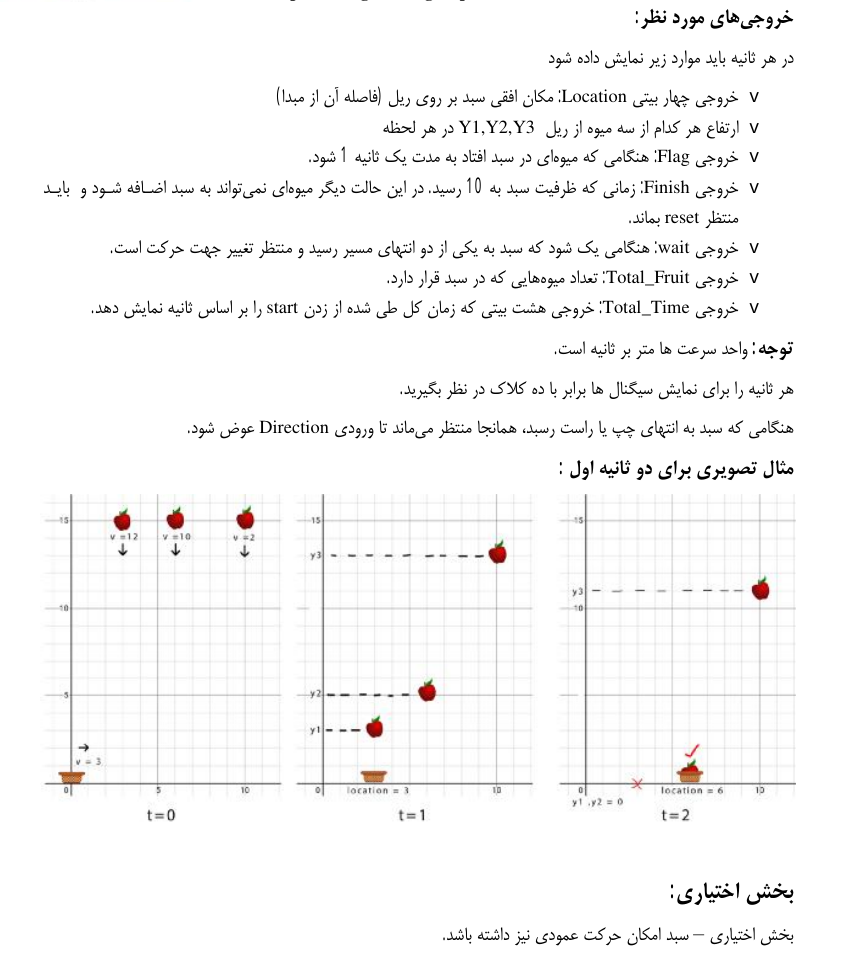 خروجی‌های مورد نظر:
در هر ثانیه باید موارد زیر نمایش داده شود
v خروجی چهار بیتی Location: مکان افقی سبد بر روی ریل (فاصله آن از مبدا)
v ارتفاع هر کدام از سه میوه از ریل Y1,Y2,Y3 در هر لحظه
v خروجی Flag: هنگامی که میوه‌ای در سبد افتاد به مدت یک ثانیه 1 شود.
v خروجی Finish: زمانی که ظرفیت سبد به 10 رسید. در این حالت دیگر میوه‌ای نمی‌تواند به سبد اضافه شود و باید
منتظر reset بماند.
v خروجی wait: هنگامی یک شود که سبد به یکی از دو انتهای مسیر رسید و منتظر تغییر جهت حرکت است.
v خروجی Total_Fruit: تعداد میوه‌هایی که در سبد قرار دارد.
v خروجی Total_Time: خروجی هشت بیتی که زمان کل طی شده از زدن start را بر اساس ثانیه نمایش دهد.
توجه: واحد سرعت ها متر بر ثانیه است.
هر ثانیه را برای نمایش سیگنال ها برابر با ده کلاک در نظر بگیرید.
هنگامی که سبد به انتهای چپ یا راست رسید، همانجا منتظر می‌ماند تا ورودی Direction عوض شود.
مثال تصویری برای دو ثانیه اول :
15
v =12 v =10 v =2
10
5
v = 3
0 5 10
t=0
15
y3
y2
y1
0 location = 3 10
t=1
15
y3
10
0 location = 6 10
y1 ,y2 = 0
t=2
بخش اختیاری:
بخش اختیاری – سبد امکان حرکت عمودی نیز داشته باشد.